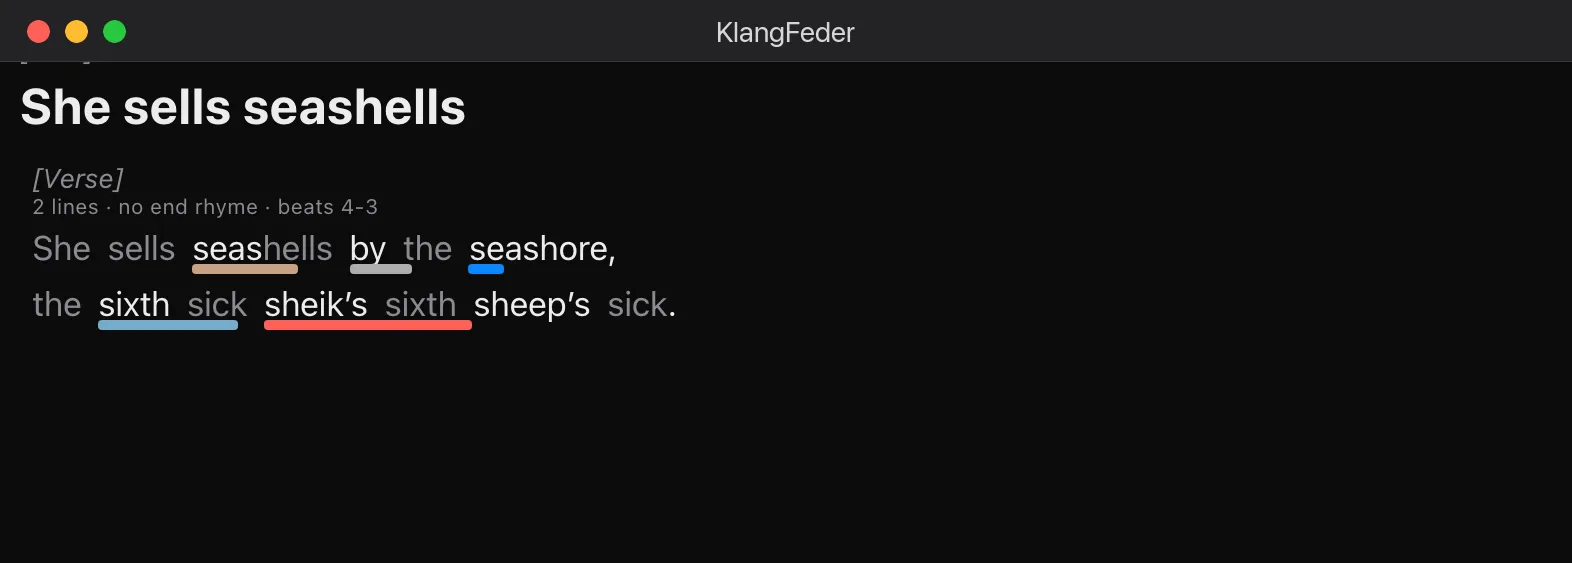 KlangFeder
She sells seashells
[Verse]
2 lines · no end rhyme · beats 4-3
She sells seashells by the seashore,
the sixth sick sheik’s sixth sheep’s sick.